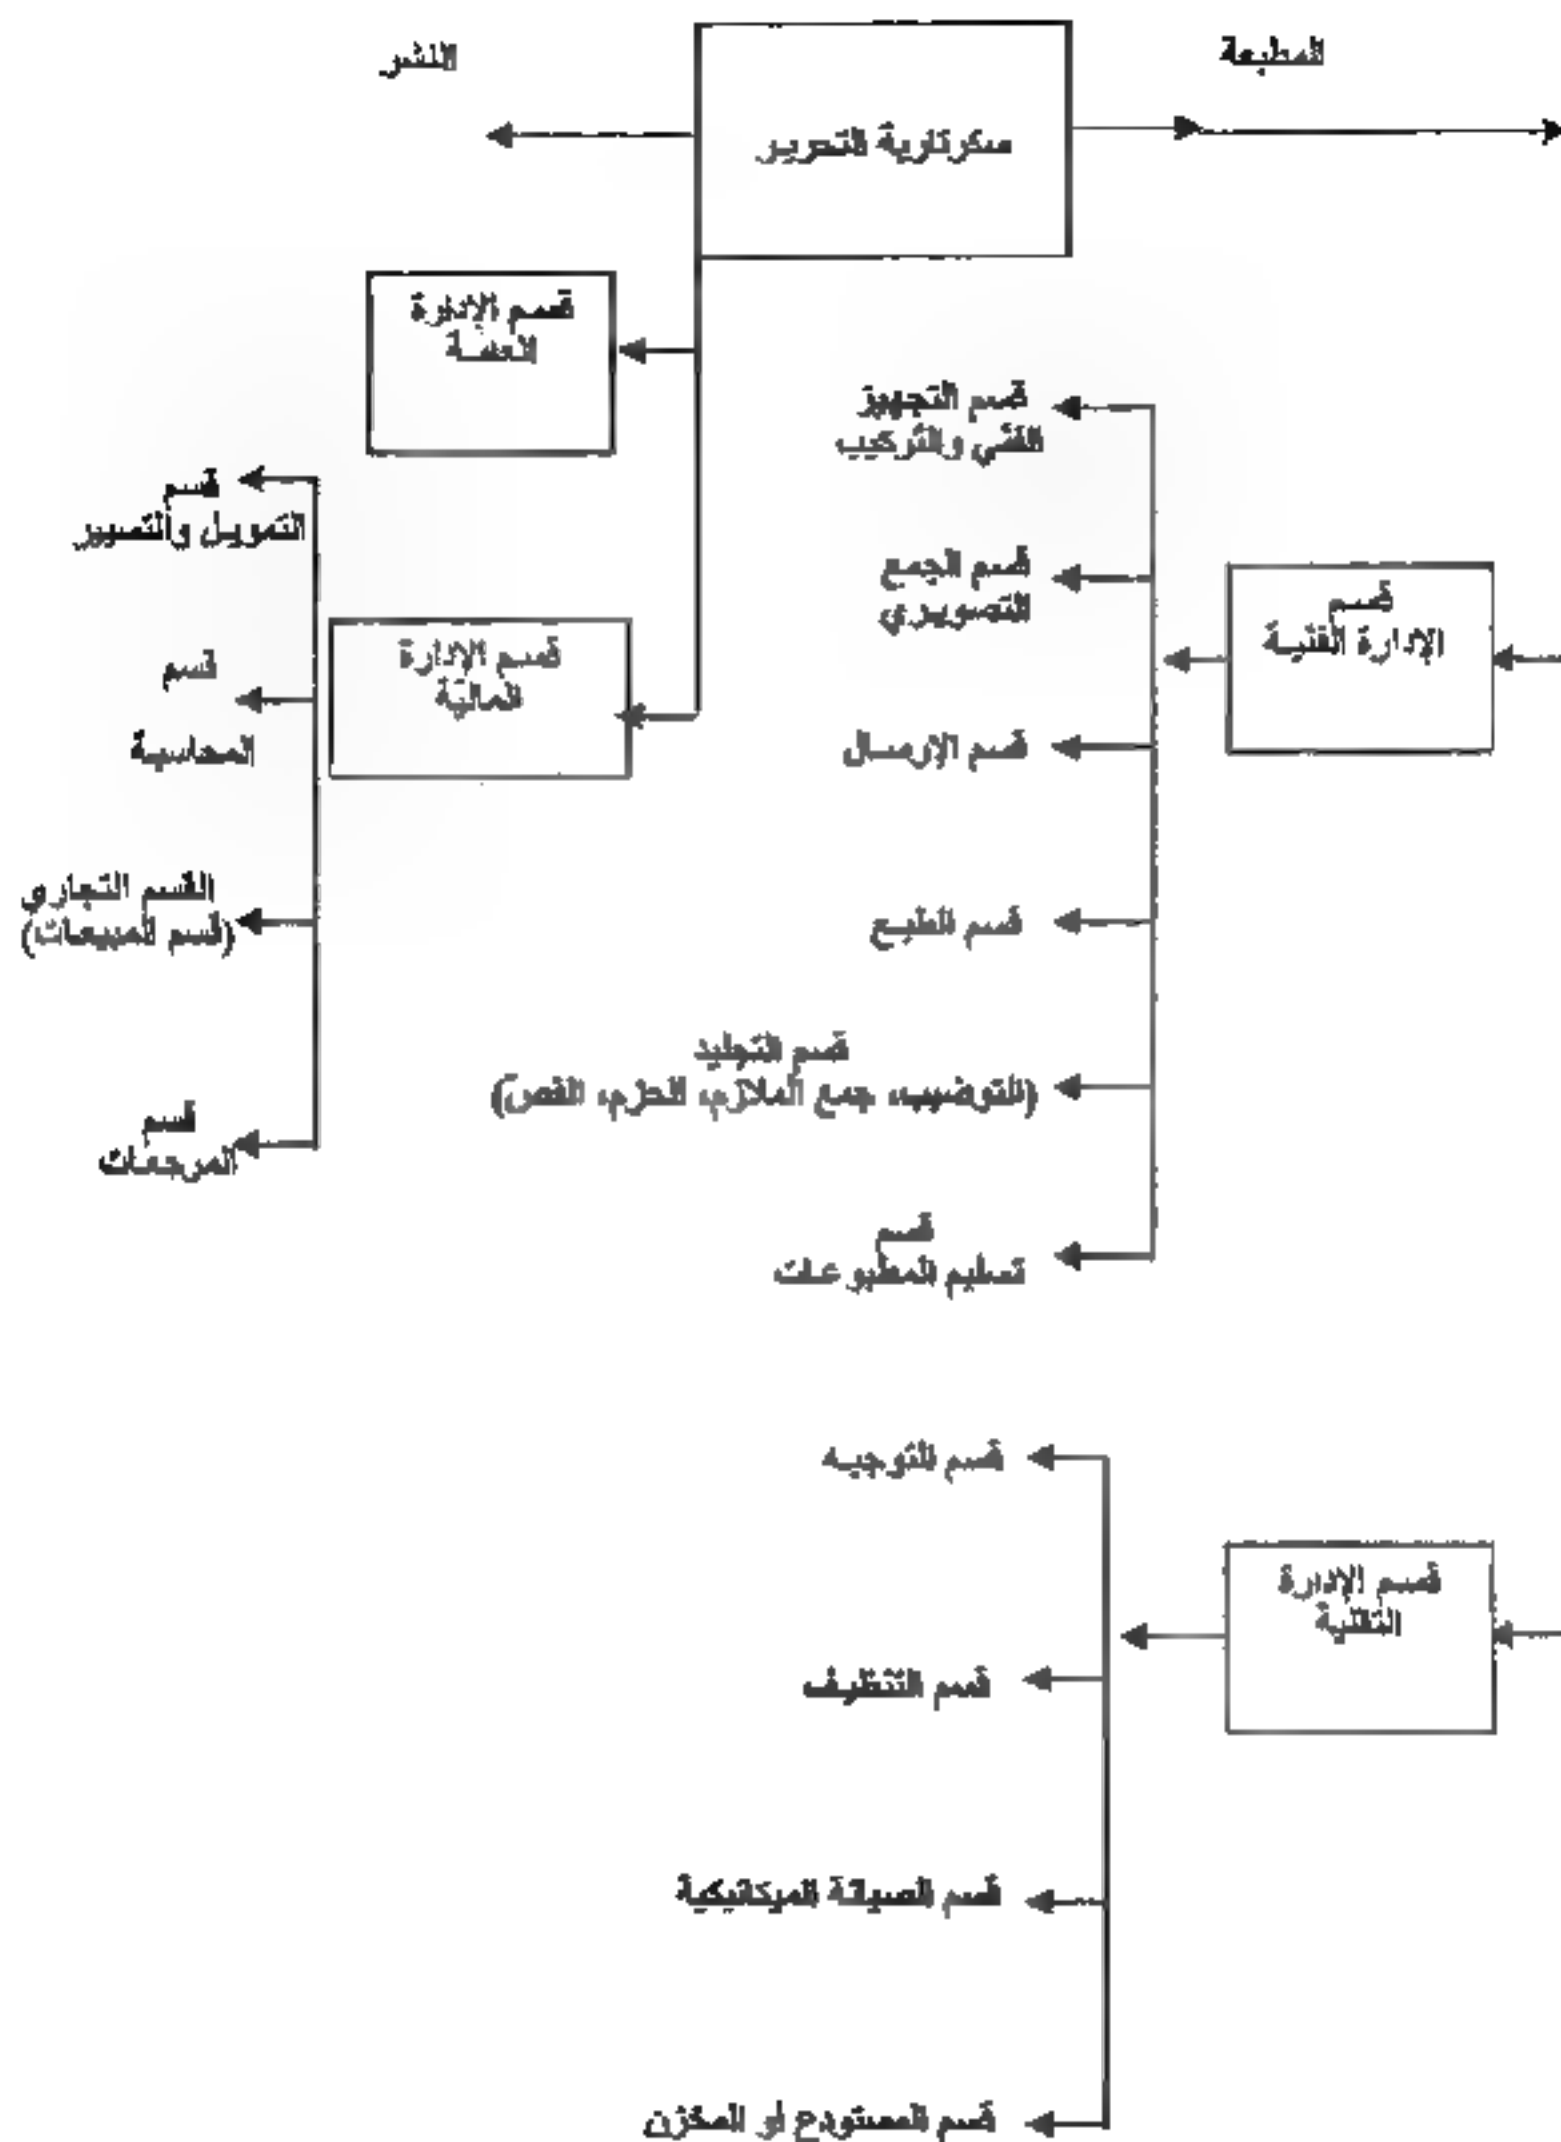 المطبعة
سكرتارية التحرير
النشر
قسم الإدارة
العامة
قسم التجهيز
الفني والتركيب
قسم
التمويل والتسيير
قسم الجمع
التصويري
قسم
الإدارة الفنية
قسم الإدارة
المالية
قسم
المحاسبة
قسم الإرسال
القسم التجاري
(قسم المبيعات)
قسم الطبع
قسم التجليد
(التوضيب، جمع الملازم، الحزم، القص)
قسم
المرجعات
قسم
تسليم المطبوعات
قسم التوجيه
قسم الإدارة
التقنية
قسم التنظيف
قسم الصيانة الميكانيكية
قسم المستودع أو المخزن